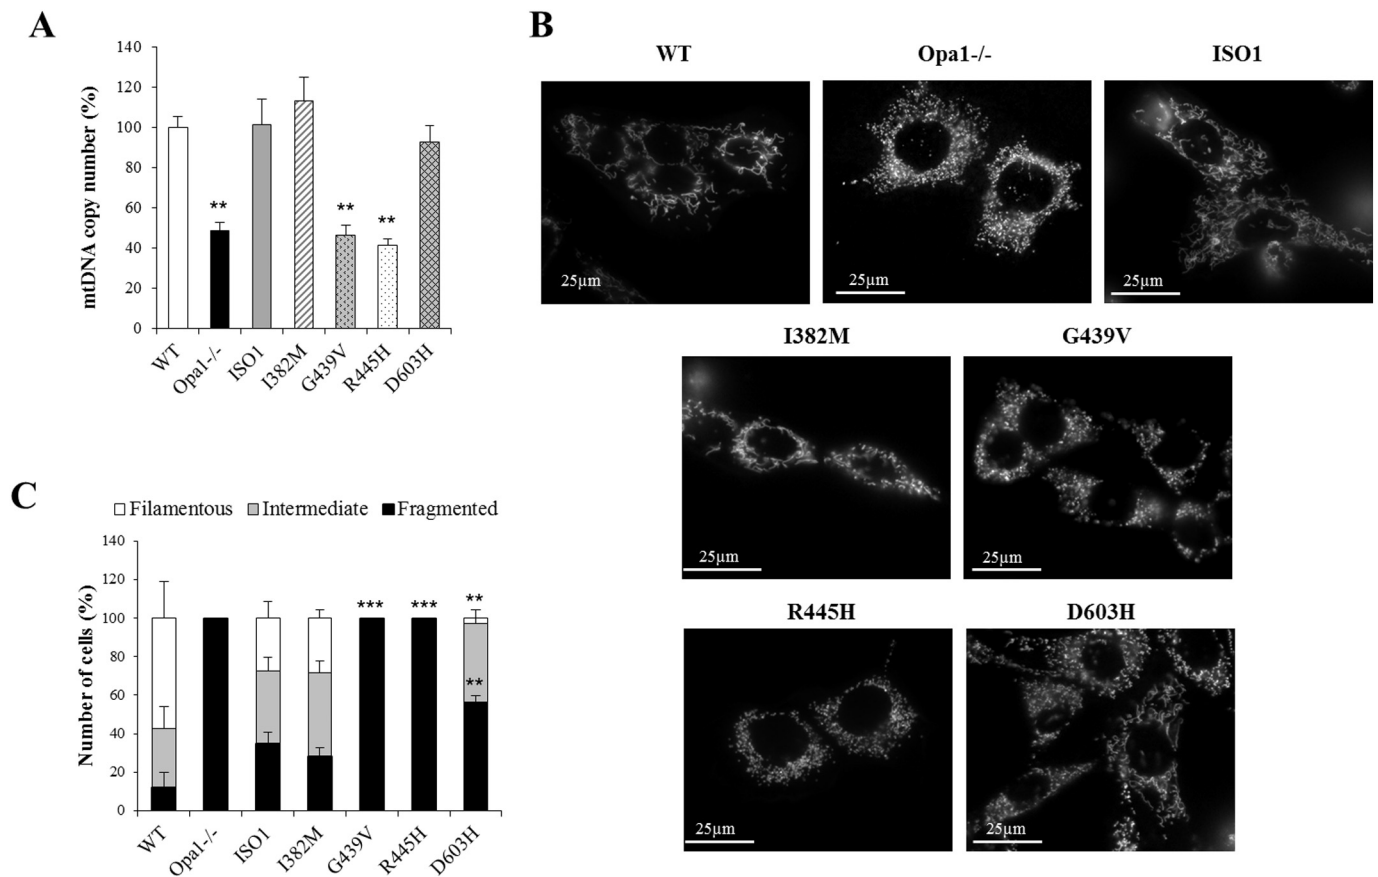 A
mtDNA copy number (%)
140
120
100
80
60
40
20
0
**
**
**
WT
Opa1-/-
ISO1
I382M
G439V
R445H
D603H
B
WT
Opa1-/-
ISO1
25µm
25µm
25µm
I382M
G439V
25µm
25µm
R445H
D603H
25µm
25µm
C
Filamentous
Intermediate
Fragmented
Number of cells (%)
140
120
100
80
60
40
20
0
***
***
**
**
WT
Opa1-/-
ISO1
I382M
G439V
R445H
D603H